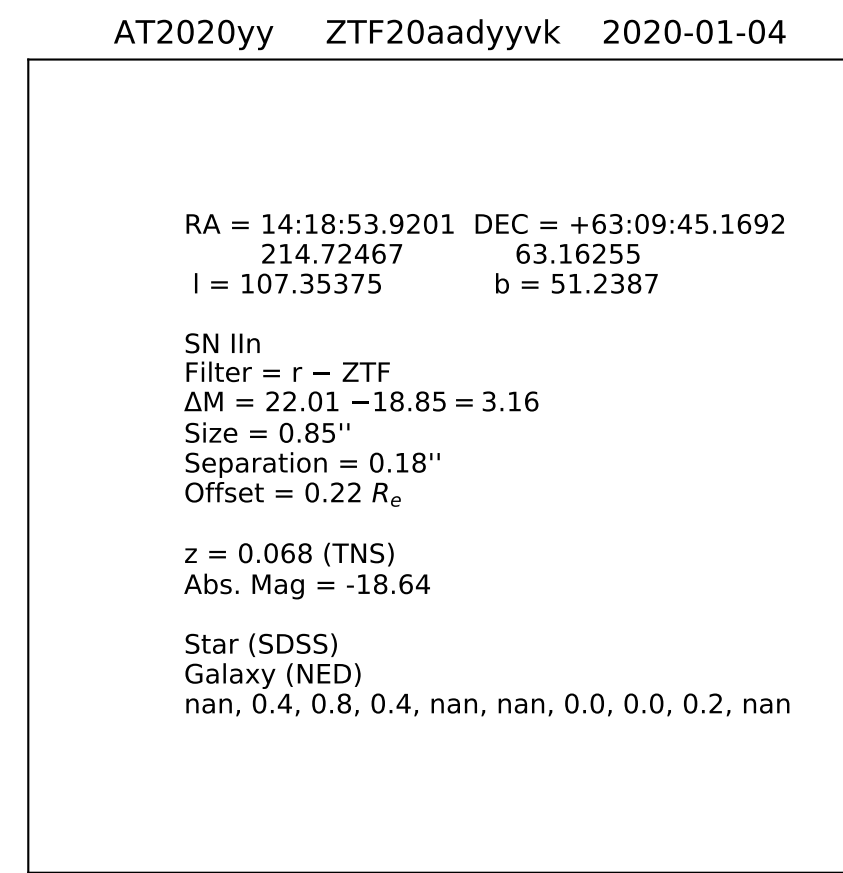 AT2020yy ZTF20aadyyvk 2020-01-04
RA = 14:18:53.9201 DEC = +63:09:45.1692
214.72467 63.16255
l = 107.35375 b = 51.2387
SN IIn
Filter = r − ZTF
ΔM = 22.01 −18.85 = 3.16
Size = 0.85''
Separation = 0.18''
Offset = 0.22 Re
z = 0.068 (TNS)
Abs. Mag = -18.64
Star (SDSS)
Galaxy (NED)
nan, 0.4, 0.8, 0.4, nan, nan, 0.0, 0.0, 0.2, nan